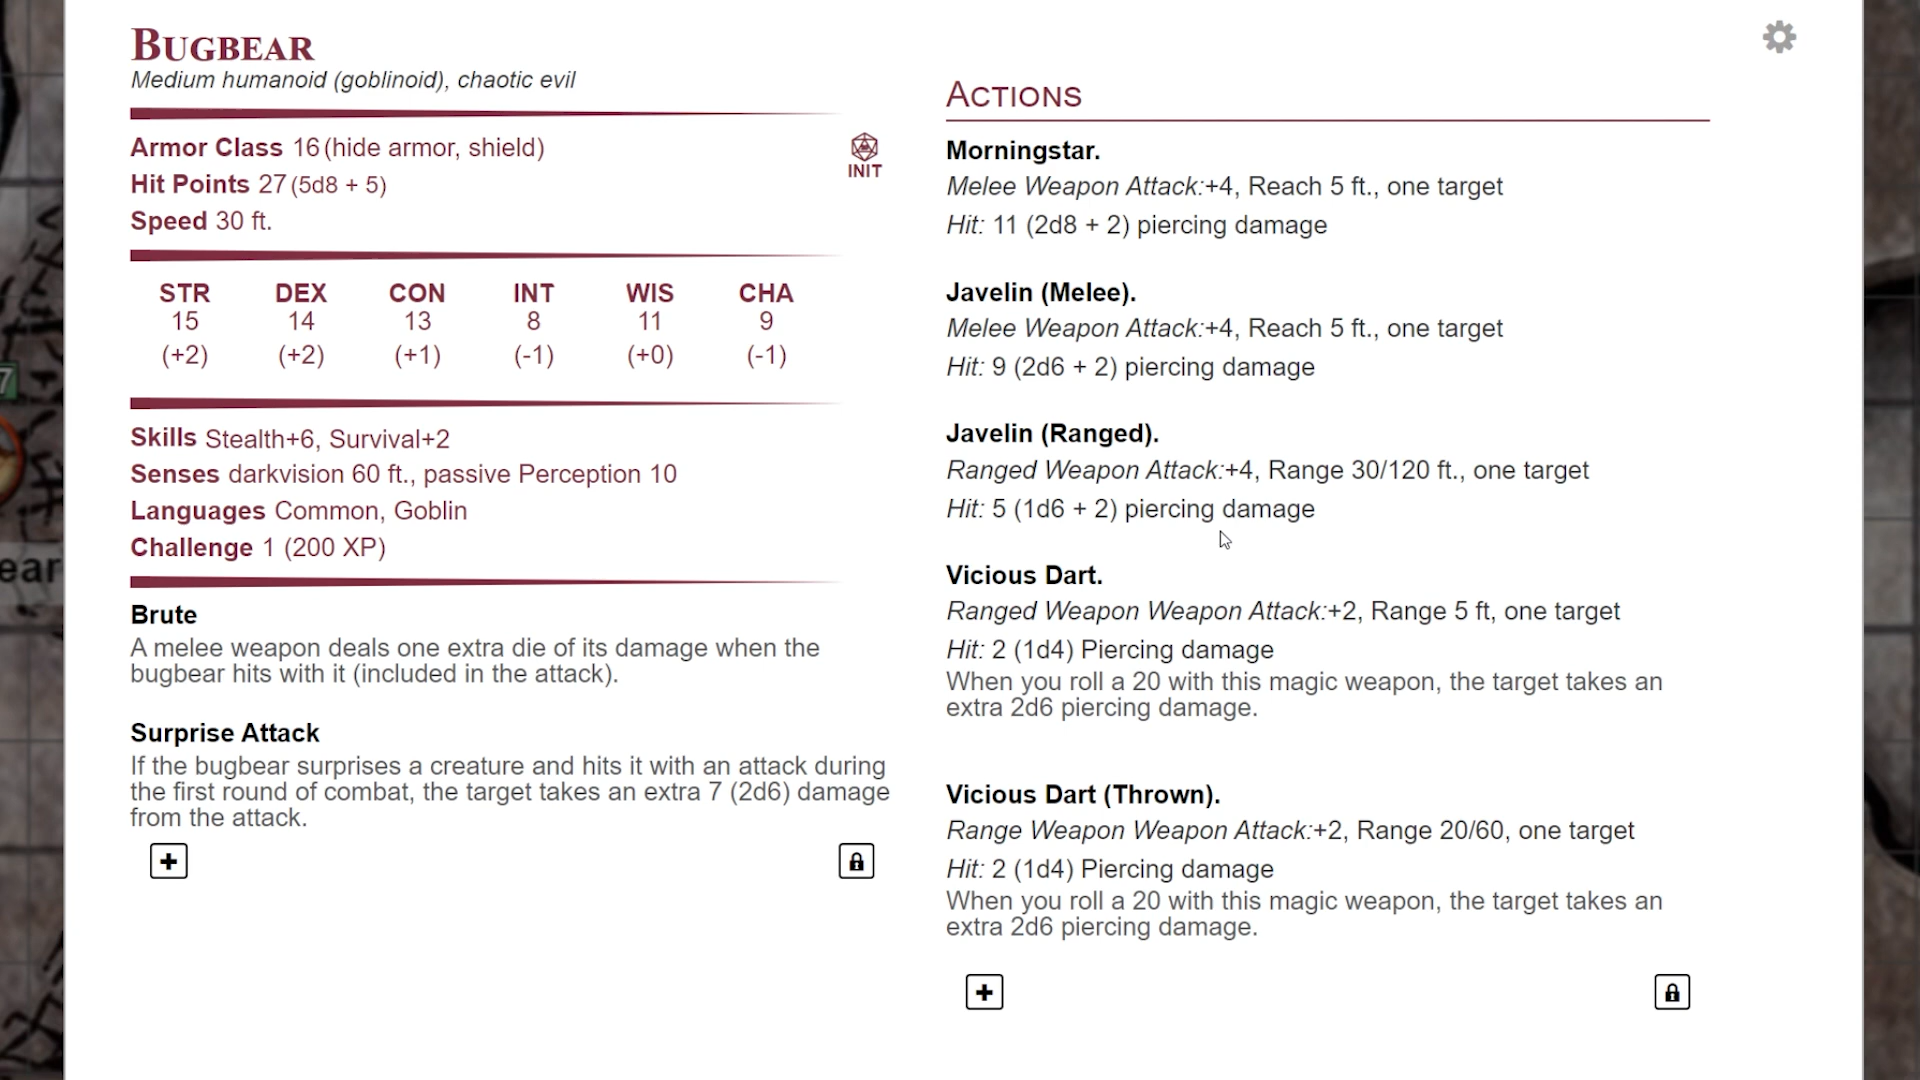 BUGBEAR
Medium humanoid (goblinoid), chaotic evil
Armor Class 16 (hide armor, shield)
Hit Points 27 (5d8 + 5)
Speed 30 ft.
INIT
STR DEX CON INT WIS CHA
15 14 13 8 11 9
(+2) (+2) (+1) (-1) (+0) (-1)
Skills Stealth+6, Survival+2
Senses darkvision 60 ft., passive Perception 10
Languages Common, Goblin
Challenge 1 (200 XP)
Brute
A melee weapon deals one extra die of its damage when the
bugbear hits with it (included in the attack).
Surprise Attack
If the bugbear surprises a creature and hits it with an attack during
the first round of combat, the target takes an extra 7 (2d6) damage
from the attack.
ACTIONS
Morningstar.
Melee Weapon Attack:+4, Reach 5 ft., one target
Hit: 11 (2d8 + 2) piercing damage
Javelin (Melee).
Melee Weapon Attack:+4, Reach 5 ft., one target
Hit: 9 (2d6 + 2) piercing damage
Javelin (Ranged).
Ranged Weapon Attack:+4, Range 30/120 ft., one target
Hit: 5 (1d6 + 2) piercing damage
Vicious Dart.
Ranged Weapon Weapon Attack:+2, Range 5 ft, one target
Hit: 2 (1d4) Piercing damage
When you roll a 20 with this magic weapon, the target takes an
extra 2d6 piercing damage.
Vicious Dart (Thrown).
Range Weapon Weapon Attack:+2, Range 20/60, one target
Hit: 2 (1d4) Piercing damage
When you roll a 20 with this magic weapon, the target takes an
extra 2d6 piercing damage.
7
ear